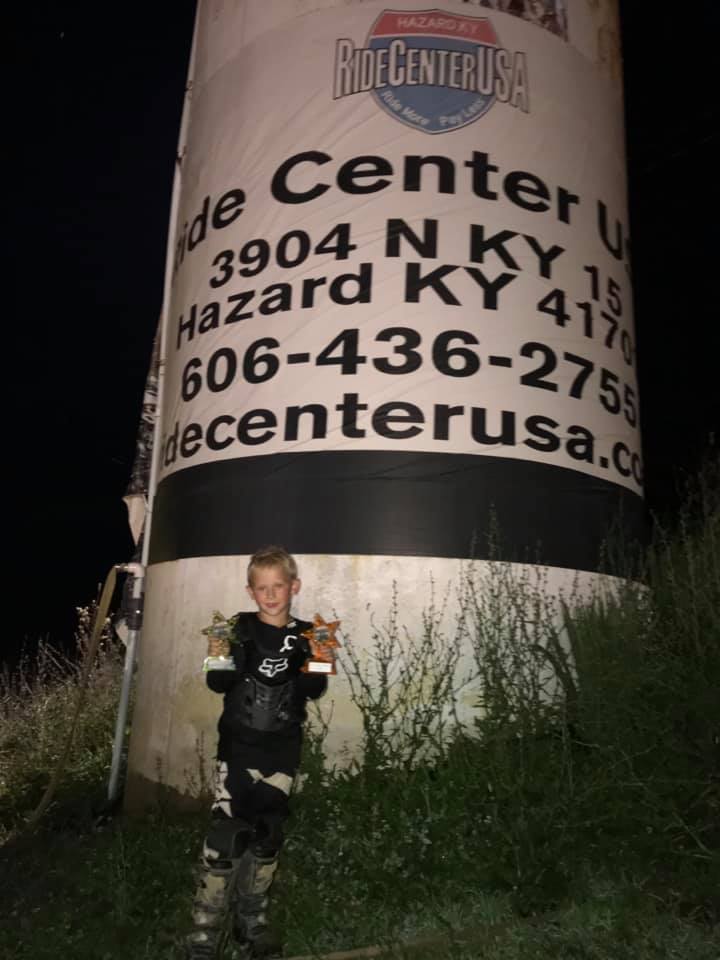 HAZARD KY
RIDECENTERUSA
Ride More Pay Less
ide Center U
3904 N KY 15
Hazard KY 4170
606-436-2755
idecenterusa.co
FOX